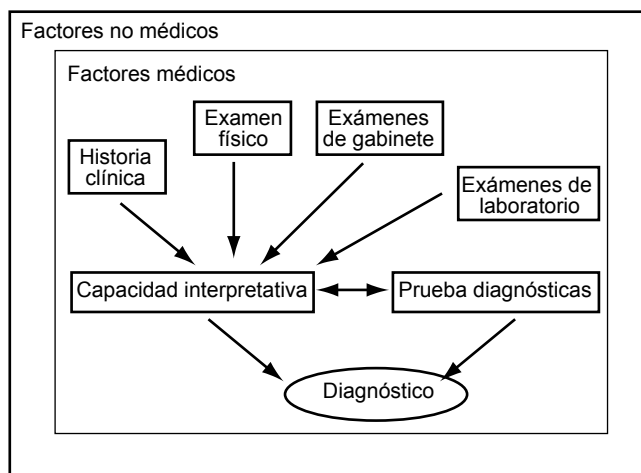 Factores no médicos
Factores médicos
Examen
físico
Exámenes
de gabinete
Historia
clínica
Exámenes de
laboratorio
Capacidad interpretativa
Prueba diagnósticas
Diagnóstico